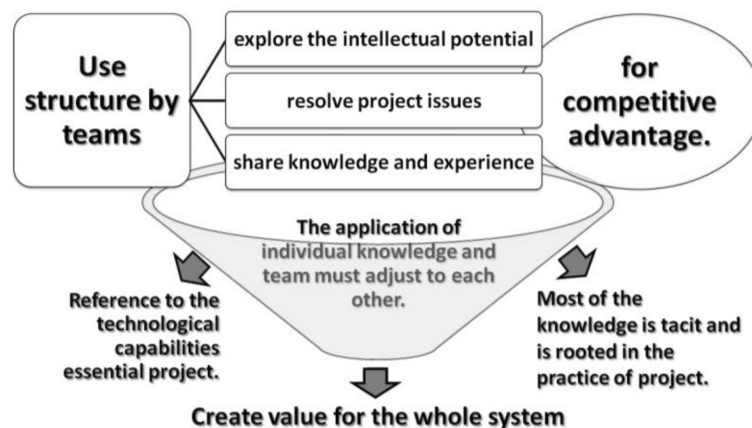 Use
structure by
teams
explore the intellectual potential
resolve project issues
share knowledge and experience
for
competitive
advantage.
The application of
individual knowledge and
team must adjust to each
other.
Reference to the
technological
capabilities
essential project.
Most of the
knowledge is tacit and
is rooted in the
practice of project.
Create value for the whole system